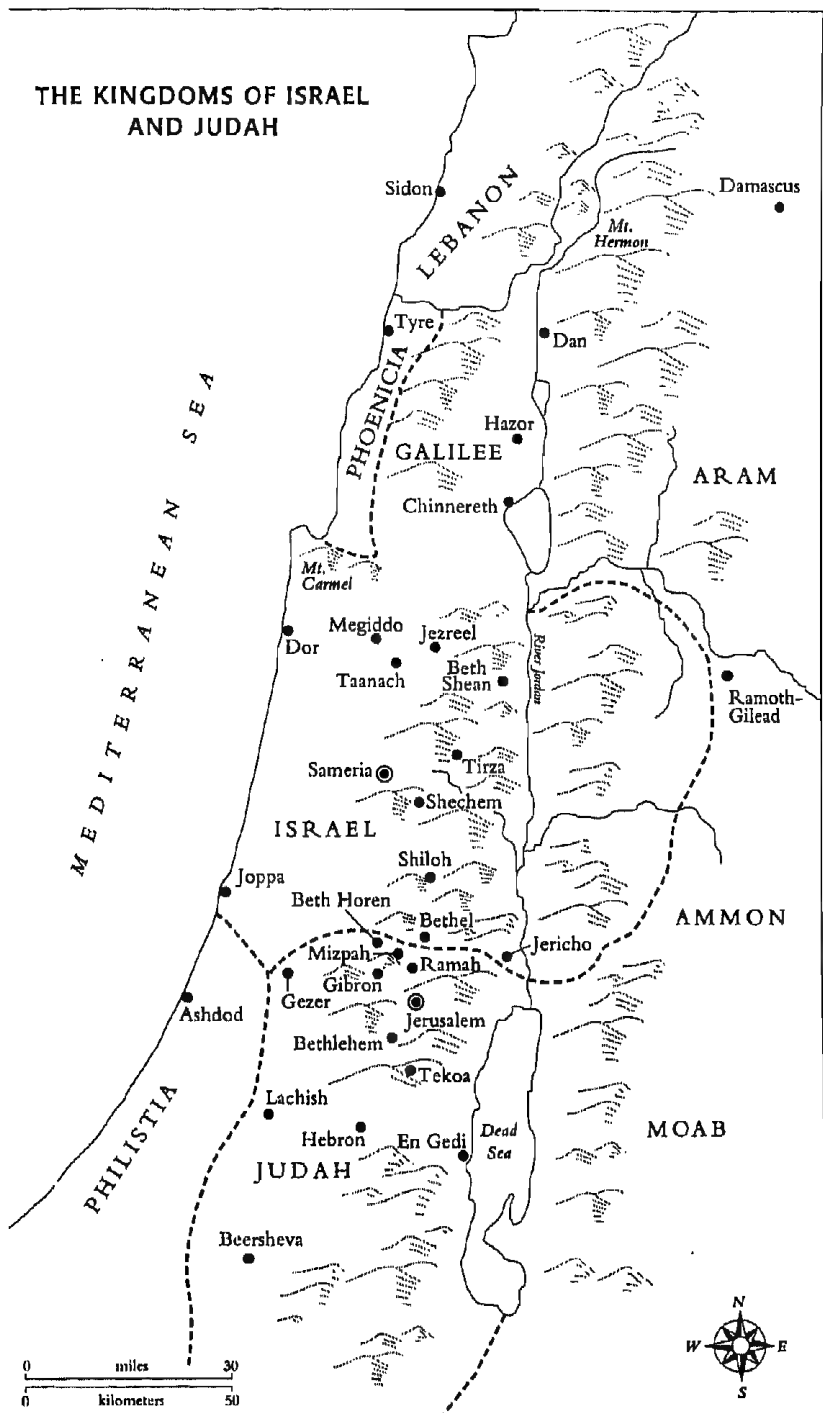 THE KINGDOMS OF ISRAEL
AND JUDAH
Sidon
LEBANON
Damascus
Mt.
Hermon
Tyre
Dan
PHOENICIA
MEDITERRANEAN SEA
Hazor
GALILEE
ARAM
Chinnereth
Mt.
Carmel
Dor
Megiddo
Jezreel
Taanach
Beth
Shean
River Jordan
Ramoth-
Gilead
Tirza
Sameria
Shechem
ISRAEL
Shiloh
Joppa
Beth Horen
Bethel
AMMON
Mizpah
Jericho
Ramah
Gibron
Gezer
Ashdod
Jerusalem
Bethlehem
Tekoa
Lachish
PHILISTIA
Hebron
En Gedi
Dead
Sea
MOAB
JUDAH
Beersheva
N
W E
S
0 miles 30
0 kilometers 50